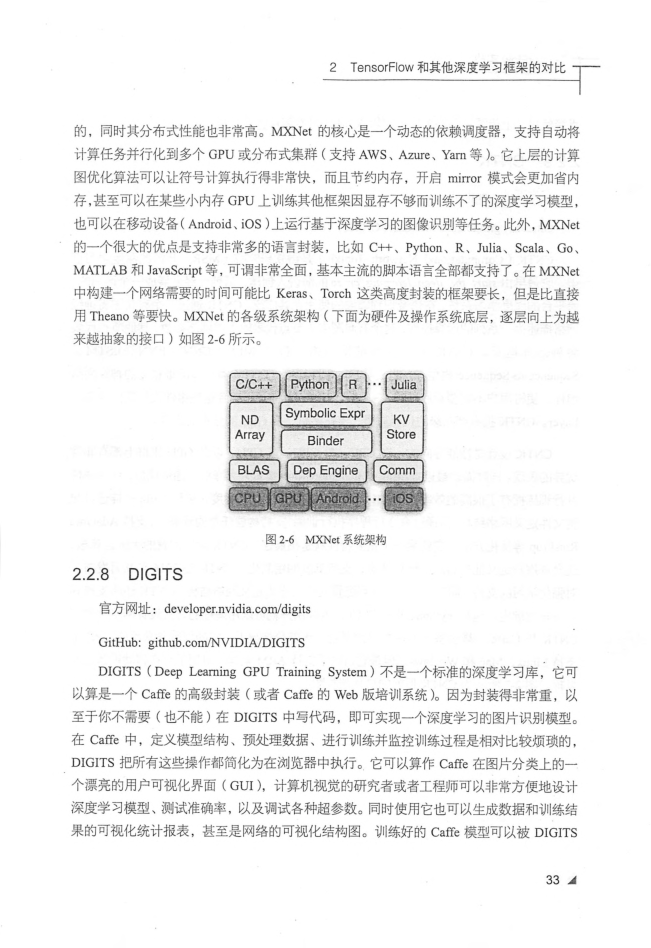 2 TensorFlow 和其他深度学习框架的对比
的，同时其分布式性能也非常高。MXNet 的核心是一个动态的依赖调度器，支持自动将
计算任务并行化到多个 GPU 或分布式集群（支持 AWS、Azure、Yarn 等）。它上层的计算
图优化算法可以让符号计算执行得非常快，而且节约内存，开启 mirror 模式会更加省内
存，甚至可以在某些小内存 GPU 上训练其他框架因显存不够而训练不了的深度学习模型，
也可以在移动设备（Android、iOS）上运行基于深度学习的图像识别等任务。此外，MXNet
的一个很大的优点是支持非常多的语言封装，比如 C++、Python、R、Julia、Scala、Go、
MATLAB 和 JavaScript 等，可谓非常全面，基本主流的脚本语言全部都支持了。在 MXNet
中构建一个网络需要的时间可能比 Keras、Torch 这类高度封装的框架要长，但是比直接
用 Theano 等要快。MXNet 的各级系统架构（下面为硬件及操作系统底层，逐层向上为越
来越抽象的接口）如图 2-6 所示。
C/C++ Python R ··· Julia
ND Array Symbolic Expr KV Store
Binder
BLAS Dep Engine Comm
CPU GPU Android ··· iOS
图 2-6 MXNet 系统架构
2.2.8 DIGITS
官方网址：developer.nvidia.com/digits
GitHub: github.com/NVIDIA/DIGITS
DIGITS（Deep Learning GPU Training System）不是一个标准的深度学习库，它可
以算是一个 Caffe 的高级封装（或者 Caffe 的 Web 版培训系统）。因为封装得非常重，以
至于你不需要（也不能）在 DIGITS 中写代码，即可实现一个深度学习的图片识别模型。
在 Caffe 中，定义模型结构、预处理数据、进行训练并监控训练过程是相对比较烦琐的，
DIGITS 把所有这些操作都简化为在浏览器中执行。它可以算作 Caffe 在图片分类上的一
个漂亮的用户可视化界面（GUI），计算机视觉的研究者或者工程师可以非常方便地设计
深度学习模型、测试准确率，以及调试各种超参数。同时使用它也可以生成数据和训练结
果的可视化统计报表，甚至是网络的可视化结构图。训练好的 Caffe 模型可以被 DIGITS
33